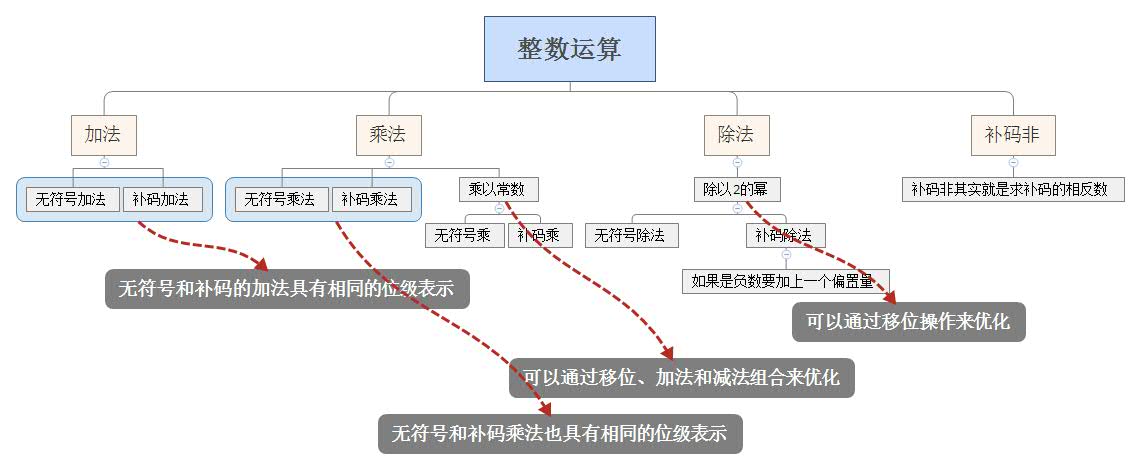 整数运算
加法
乘法
除法
补码非
无符号加法
补码加法
无符号乘法
补码乘法
乘以常数
除以2的幂
补码非其实就是求补码的相反数
无符号乘
补码乘
无符号除法
补码除法
如果是负数要加上一个偏置量
无符号和补码的加法具有相同的位级表示
可以通过移位操作来优化
可以通过移位、加法和减法组合来优化
无符号和补码乘法也具有相同的位级表示